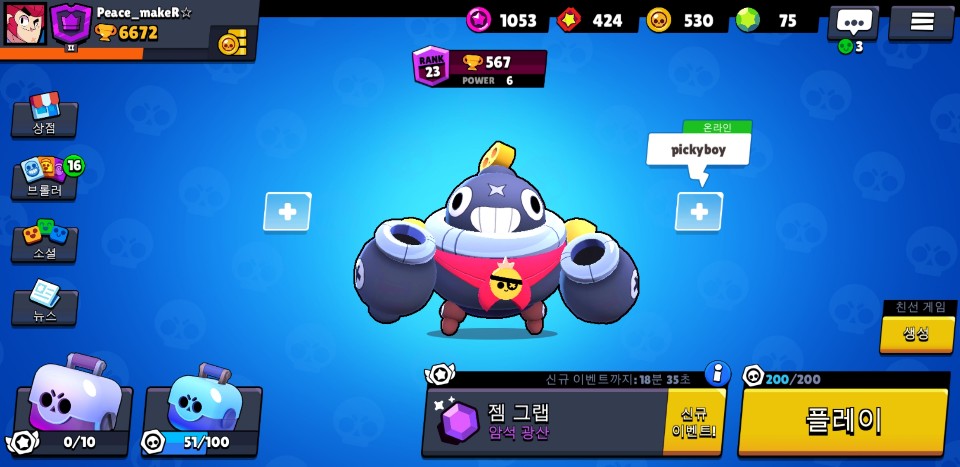 Peace_makeR☆
6672
II
1053
424
530
75
3
RANK
23
567
POWER 6
온라인
pickyboy
상점
브롤러
16
소셜
뉴스
친선 게임
생성
0/10
51/100
신규 이벤트까지: 18분 35초
i
젬 그랩
암석 광산
신규
이벤트!
200/200
플레이